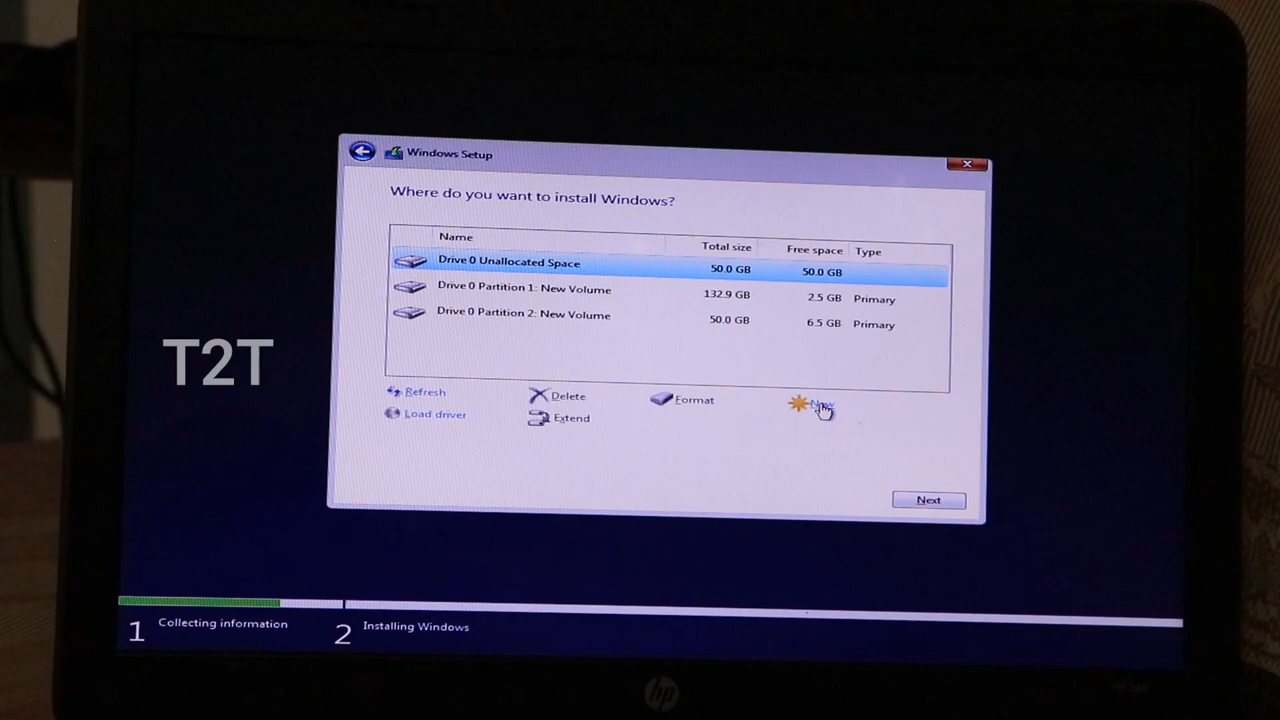 Windows Setup
Where do you want to install Windows?
Name Total size Free space Type
Drive 0 Unallocated Space 50.0 GB 50.0 GB
Drive 0 Partition 1: New Volume 132.9 GB 2.5 GB Primary
Drive 0 Partition 2: New Volume 50.0 GB 6.5 GB Primary
T2T
Refresh Delete Format New
Load driver Extend
Next
1 Collecting information 2 Installing Windows
hp